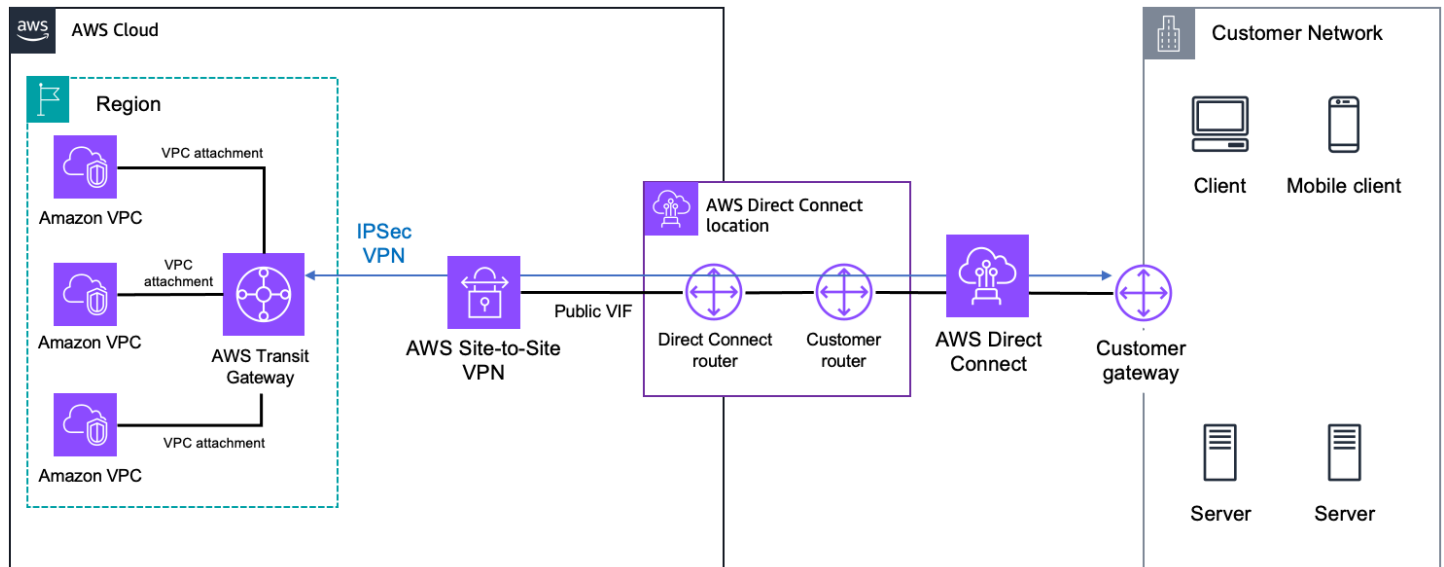 aws
AWS Cloud
Region
VPC attachment
Amazon VPC
VPC
attachment
Amazon VPC
AWS Transit
Gateway
VPC attachment
Amazon VPC
IPSec
VPN
AWS Site-to-Site
VPN
Public VIF
AWS Direct Connect
location
Direct Connect
router
Customer
router
AWS Direct
Connect
Customer
gateway
Customer Network
Client
Mobile client
Server
Server